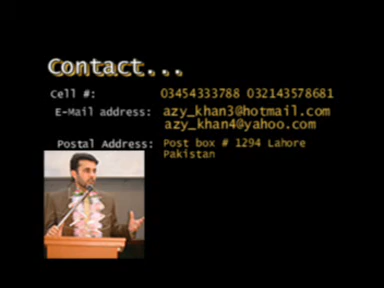 Contact...
Cell #: 03454333788 032143578681
E-Mail address: azy_khan3@hotmail.com
azy_khan4@yahoo.com
Postal Address: Post box # 1294 Lahore
Pakistan